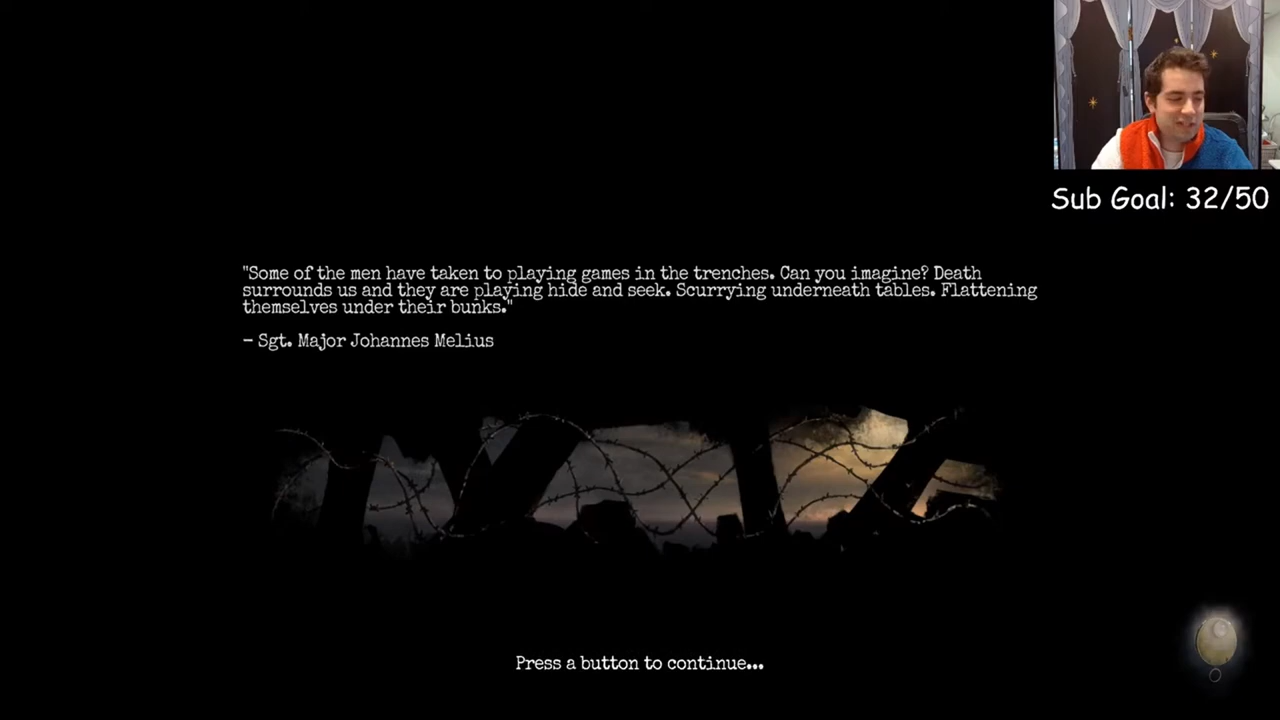 Sub Goal: 32/50
"Some of the men have taken to playing games in the trenches. Can you imagine? Death
surrounds us and they are playing hide and seek. Scurrying underneath tables. Flattening
themselves under their bunks."
- Sgt. Major Johannes Melius
Press a button to continue...